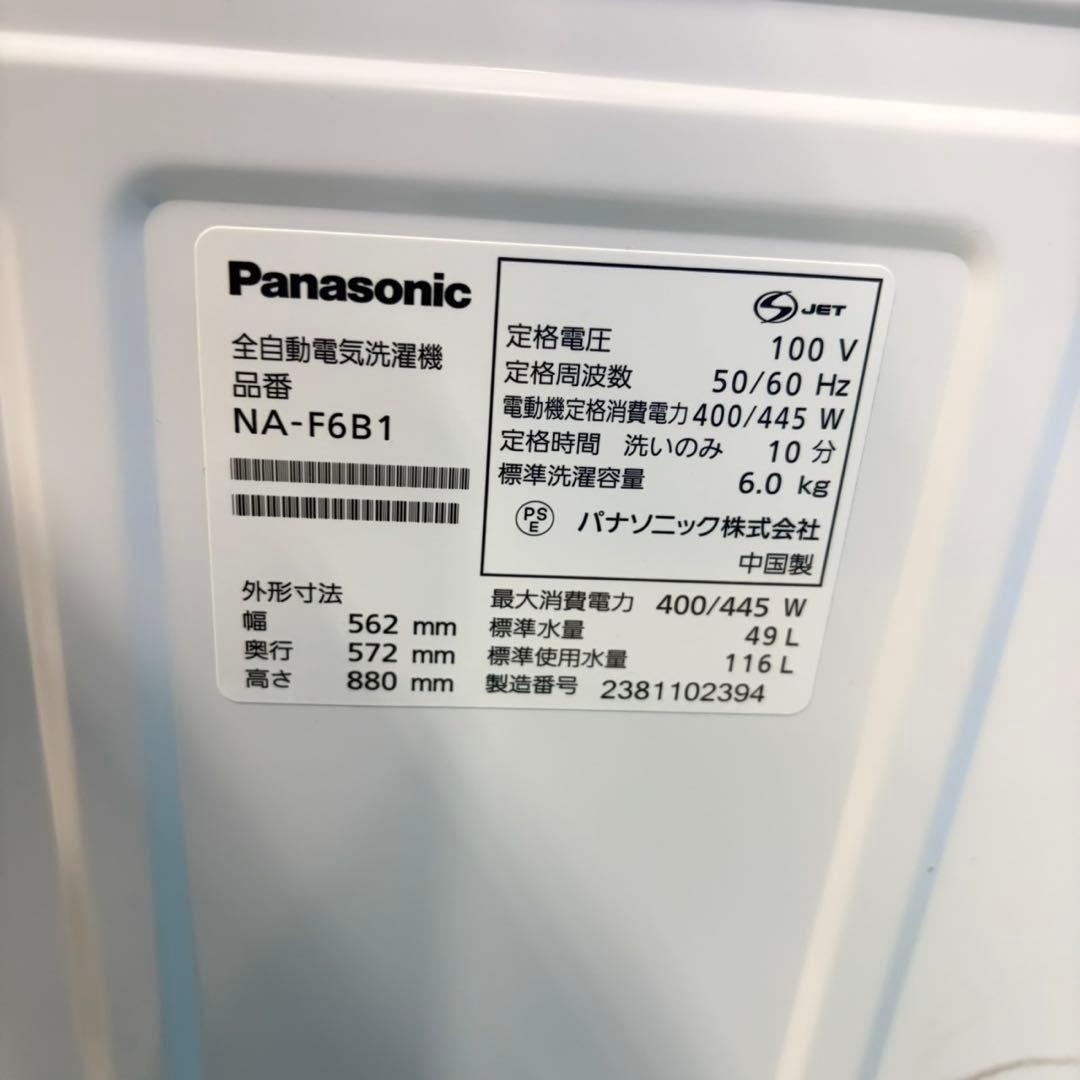 Panasonic
全自動電気洗濯機
品番
NA-F6B1
S JET
定格電圧 100 V
定格周波数 50/60 Hz
電動機定格消費電力 400/445 W
定格時間 洗いのみ 10 分
標準洗濯容量 6.0 kg
PS
E
パナソニック株式会社
中国製
外形寸法
幅 562 mm
奥行 572 mm
高さ 880 mm
最大消費電力 400/445 W
標準水量 49 L
標準使用水量 116 L
製造番号 2381102394